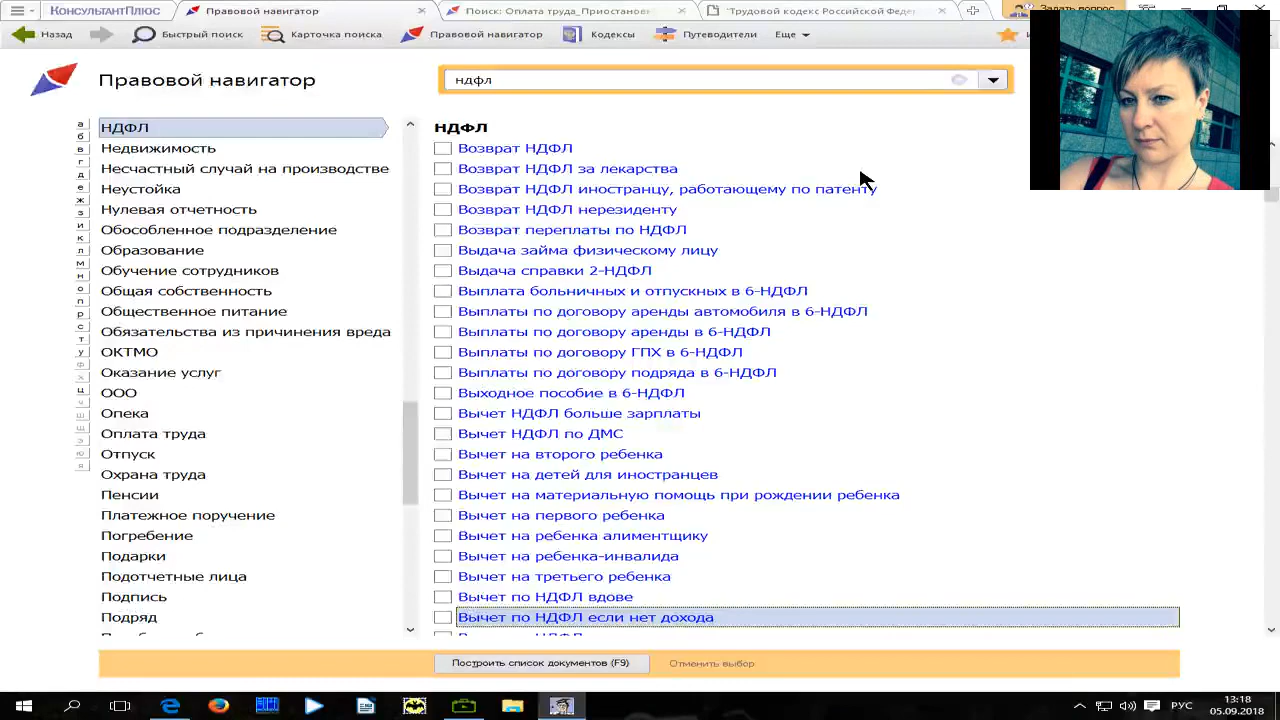 КонсультантПлюс
Правовой навигатор
Поиск: Оплата труда_Приостанов
"Трудовой кодекс Российской Феде
Задать вопрос
Назад
Быстрый поиск
Карточка поиска
Правовой навигатор
Кодексы
Путеводители
Еще
Правовой навигатор
ндфл
а
б
в
г
д
е
ж
з
и
к
л
м
н
о
п
р
с
т
у
ф
х
ц
ч
ш
щ
э
ю
я
НДФЛ
Недвижимость
Несчастный случай на производстве
Неустойка
Нулевая отчетность
Обособленное подразделение
Образование
Обучение сотрудников
Общая собственность
Общественное питание
Обязательства из причинения вреда
ОКТМО
Оказание услуг
ООО
Опека
Оплата труда
Отпуск
Охрана труда
Пенсии
Платежное поручение
Погребение
Подарки
Подотчетные лица
Подпись
Подряд
НДФЛ
Возврат НДФЛ
Возврат НДФЛ за лекарства
Возврат НДФЛ иностранцу, работающему по патенту
Возврат НДФЛ нерезиденту
Возврат переплаты по НДФЛ
Выдача займа физическому лицу
Выдача справки 2-НДФЛ
Выплата больничных и отпускных в 6-НДФЛ
Выплаты по договору аренды автомобиля в 6-НДФЛ
Выплаты по договору аренды в 6-НДФЛ
Выплаты по договору ГПХ в 6-НДФЛ
Выплаты по договору подряда в 6-НДФЛ
Выходное пособие в 6-НДФЛ
Вычет НДФЛ больше зарплаты
Вычет НДФЛ по ДМС
Вычет на второго ребенка
Вычет на детей для иностранцев
Вычет на материальную помощь при рождении ребенка
Вычет на первого ребенка
Вычет на ребенка алиментщику
Вычет на ребенка-инвалида
Вычет на третьего ребенка
Вычет по НДФЛ вдове
Вычет по НДФЛ если нет дохода
Построить список документов (F9)
Отменить выбор
РУС
13:18
05.09.2018